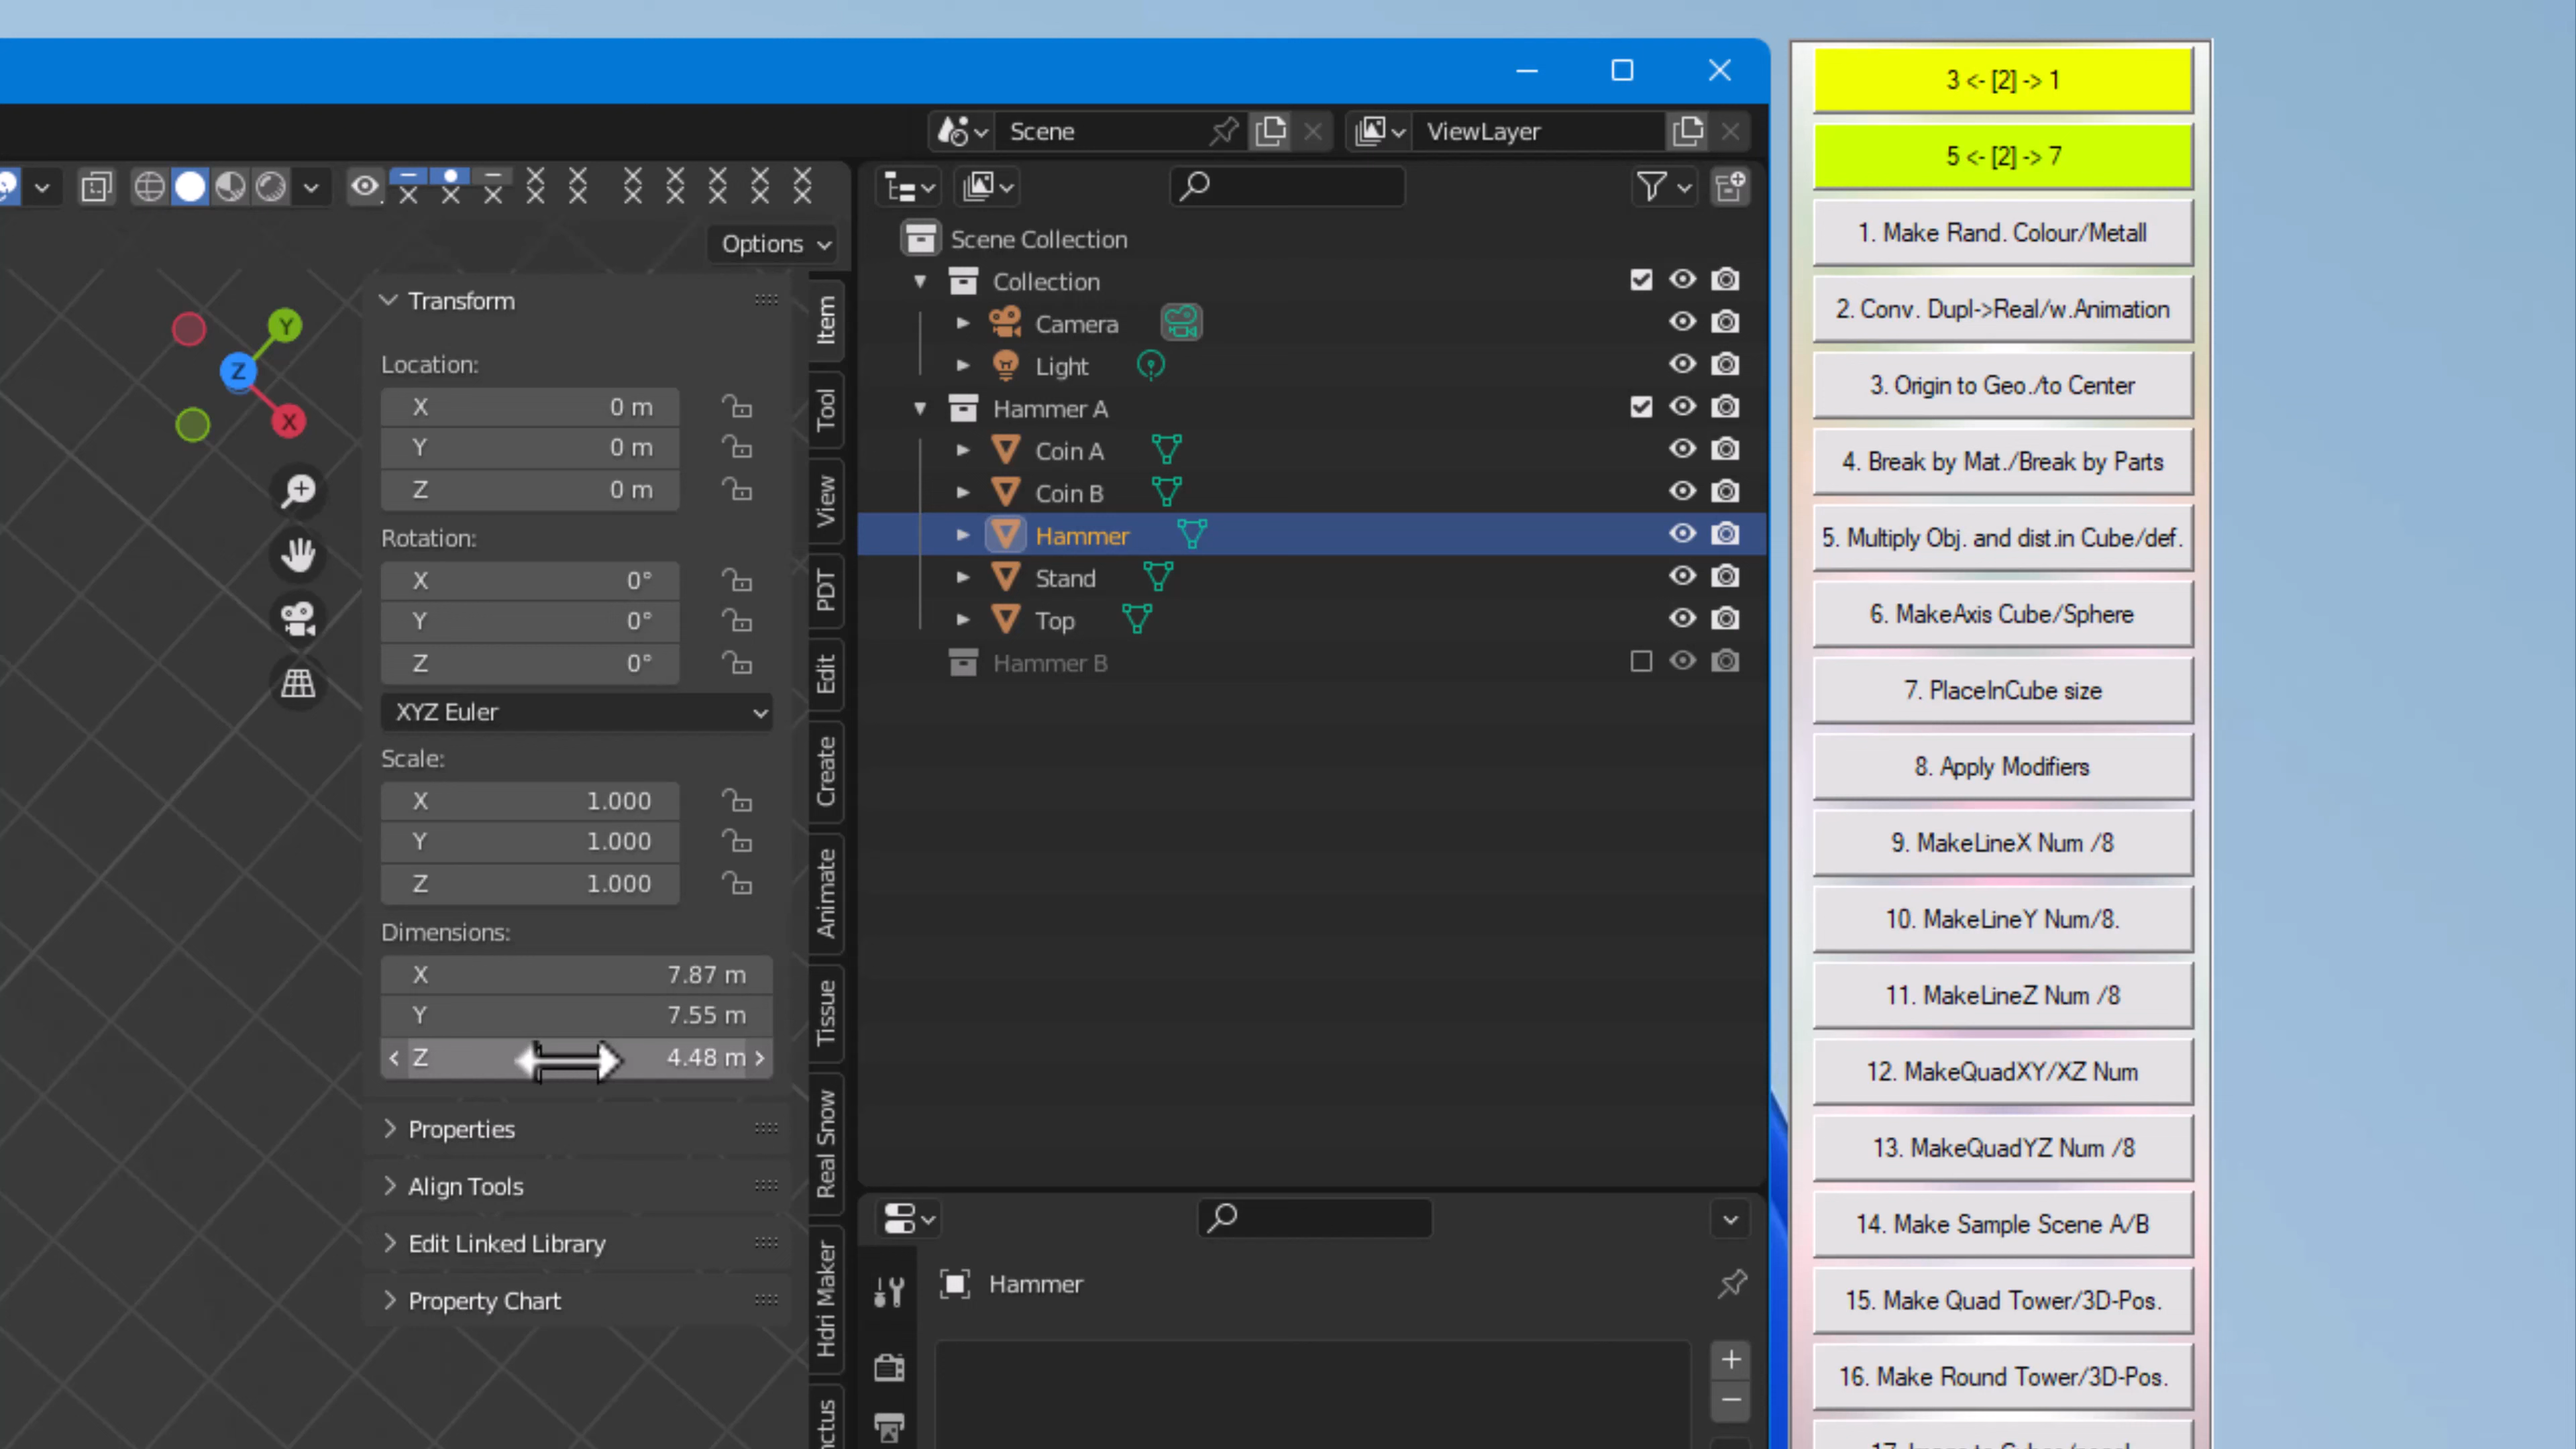 Scene
ViewLayer
Options
Y
Z
X
Transform
Location:
X 0 m
Y 0 m
Z 0 m
Rotation:
X 0°
Y 0°
Z 0°
XYZ Euler
Scale:
X 1.000
Y 1.000
Z 1.000
Dimensions:
X 7.87 m
Y 7.55 m
Z 4.48 m
Properties
Align Tools
Edit Linked Library
Property Chart
Item
Tool
View
PDT
Edit
Create
Animate
Tissue
Real Snow
Hdri Maker
Scene Collection
Collection
Camera
Light
Hammer A
Coin A
Coin B
Hammer
Stand
Top
Hammer B
Hammer
3 <- [2] -> 1
5 <- [2] -> 7
1. Make Rand. Colour/Metall
2. Conv. Dupl->Real/w.Animation
3. Origin to Geo./to Center
4. Break by Mat./Break by Parts
5. Multiply Obj. and dist.in Cube/def.
6. MakeAxis Cube/Sphere
7. PlaceInCube size
8. Apply Modifiers
9. MakeLineX Num /8
10. MakeLineY Num/8.
11. MakeLineZ Num /8
12. MakeQuadXY/XZ Num
13. MakeQuadYZ Num /8
14. Make Sample Scene A/B
15. Make Quad Tower/3D-Pos.
16. Make Round Tower/3D-Pos.